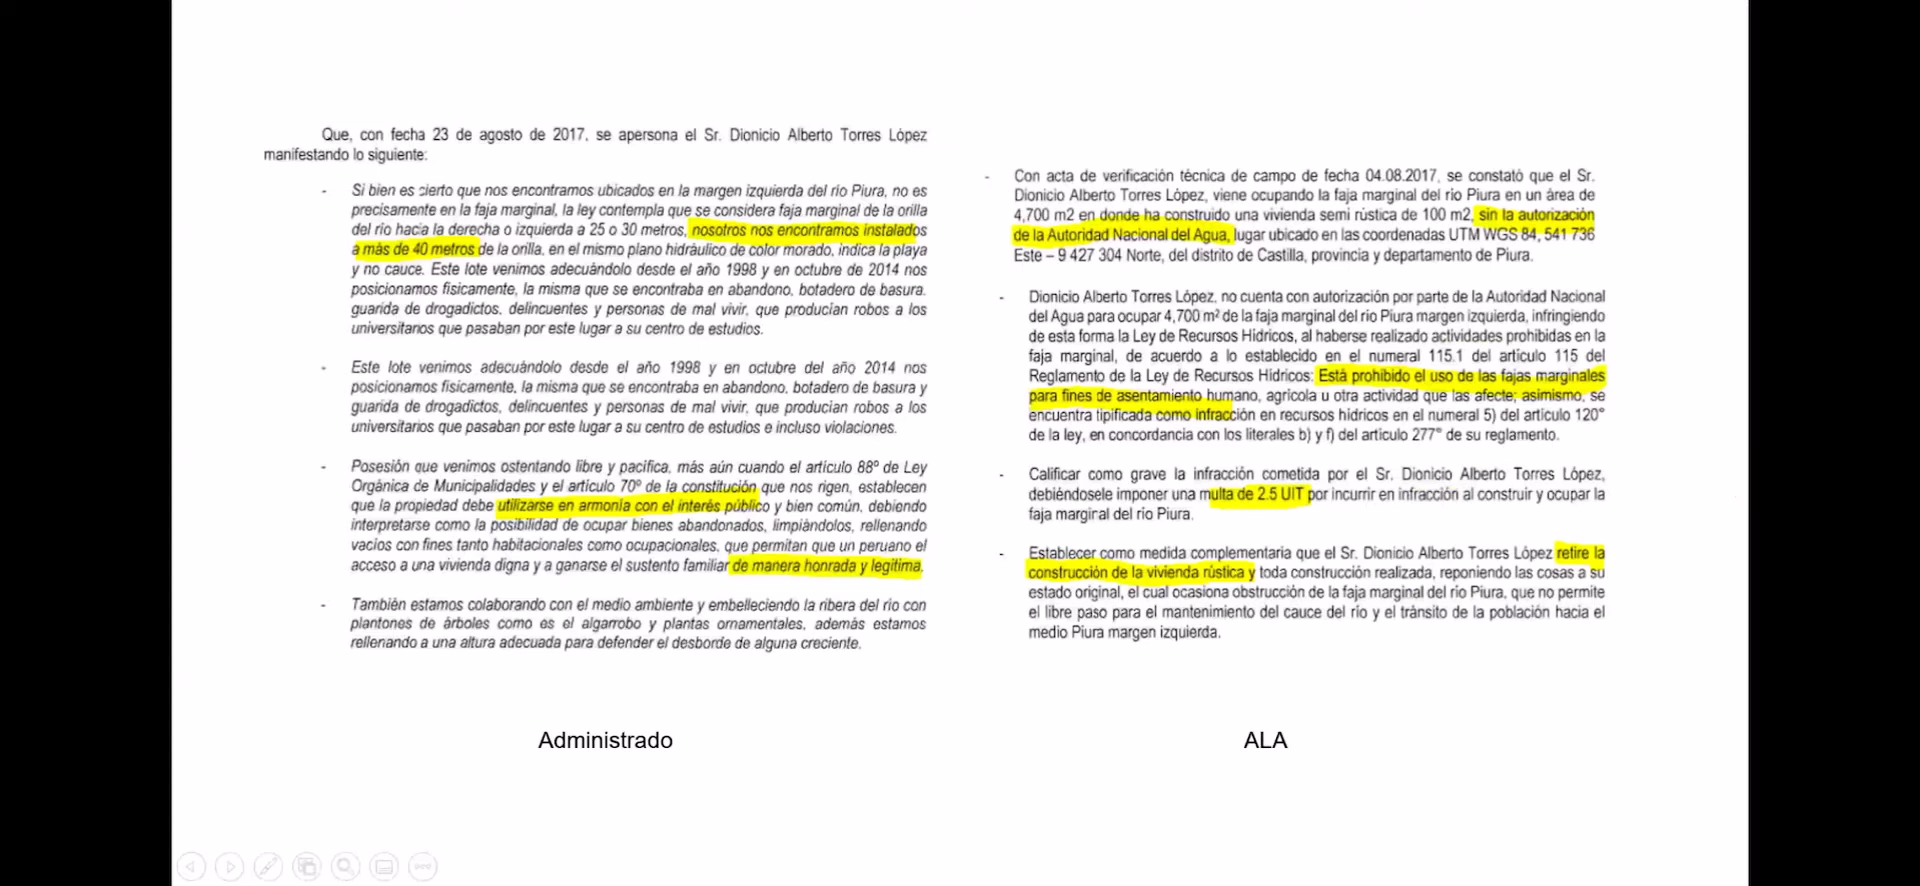 Que, con fecha 23 de agosto de 2017, se apersona el Sr. Dionicio Alberto Torres López
manifestando lo siguiente:
- Si bien es cierto que nos encontramos ubicados en la margen izquierda del río Piura, no es
precisamente en la faja marginal, la ley contempla que se considera faja marginal de la orilla
del río hacia la derecha o izquierda a 25 o 30 metros, nosotros nos encontramos instalados
a más de 40 metros de la orilla, en el mismo plano hidráulico de color morado, indica la playa
y no cauce. Este lote venimos adecuándolo desde el año 1998 y en octubre de 2014 nos
posicionamos físicamente, la misma que se encontraba en abandono, botadero de basura,
guarida de drogadictos, delincuentes y personas de mal vivir, que producían robos a los
universitarios que pasaban por este lugar a su centro de estudios.
- Este lote venimos adecuándolo desde el año 1998 y en octubre del año 2014 nos
posicionamos físicamente, la misma que se encontraba en abandono, botadero de basura y
guarida de drogadictos, delincuentes y personas de mal vivir, que producían robos a los
universitarios que pasaban por este lugar a su centro de estudios e incluso violaciones.
- Posesión que venimos ostentando libre y pacífica, más aún cuando el artículo 88º de Ley
Orgánica de Municipalidades y el artículo 70º de la constitución que nos rigen, establecen
que la propiedad debe utilizarse en armonía con el interés público y bien común, debiendo
interpretarse como la posibilidad de ocupar bienes abandonados, limpiándolos, rellenando
vacíos con fines tanto habitacionales como ocupacionales, que permitan que un peruano el
acceso a una vivienda digna y a ganarse el sustento familiar de manera honrada y legítima.
- También estamos colaborando con el medio ambiente y embelleciendo la ribera del río con
plantones de árboles como es el algarrobo y plantas ornamentales, además estamos
rellenando a una altura adecuada para defender el desborde de alguna creciente.
Administrado
- Con acta de verificación técnica de campo de fecha 04.08.2017, se constató que el Sr.
Dionicio Alberto Torres López, viene ocupando la faja marginal del río Piura en un área de
4,700 m2 en donde ha construido una vivienda semi rústica de 100 m2, sin la autorización
de la Autoridad Nacional del Agua, lugar ubicado en las coordenadas UTM WGS 84, 541 736
Este – 9 427 304 Norte, del distrito de Castilla, provincia y departamento de Piura.
- Dionicio Alberto Torres López, no cuenta con autorización por parte de la Autoridad Nacional
del Agua para ocupar 4,700 m² de la faja marginal del río Piura margen izquierda, infringiendo
de esta forma la Ley de Recursos Hídricos, al haberse realizado actividades prohibidas en la
faja marginal, de acuerdo a lo establecido en el numeral 115.1 del artículo 115 del
Reglamento de la Ley de Recursos Hídricos: Está prohibido el uso de las fajas marginales
para fines de asentamiento humano, agrícola u otra actividad que las afecte; asimismo, se
encuentra tipificada como infracción en recursos hídricos en el numeral 5) del artículo 120°
de la ley, en concordancia con los literales b) y f) del artículo 277° de su reglamento.
- Calificar como grave la infracción cometida por el Sr. Dionicio Alberto Torres López,
debiéndosele imponer una multa de 2.5 UIT por incurrir en infracción al construir y ocupar la
faja marginal del río Piura.
- Establecer como medida complementaria que el Sr. Dionicio Alberto Torres López retire la
construcción de la vivienda rústica y toda construcción realizada, reponiendo las cosas a su
estado original, el cual ocasiona obstrucción de la faja marginal del río Piura, que no permite
el libre paso para el mantenimiento del cauce del río y el tránsito de la población hacia el
medio Piura margen izquierda.
ALA